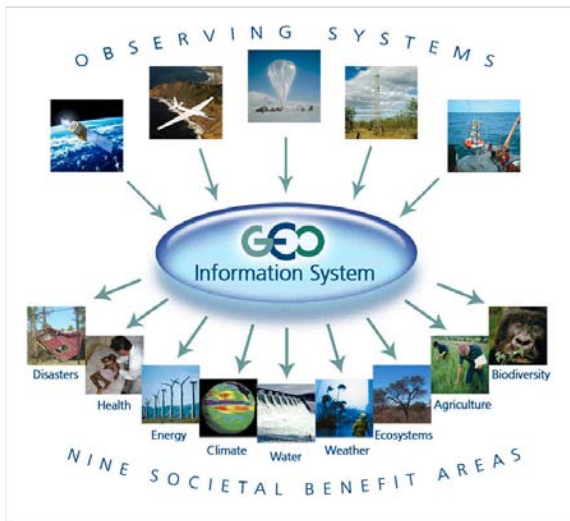 OBSERVING SYSTEMS
GEO
Information System
Disasters
Health
Energy
Climate
Water
Weather
Ecosystems
Agriculture
Biodiversity
NINE SOCIETAL BENEFIT AREAS